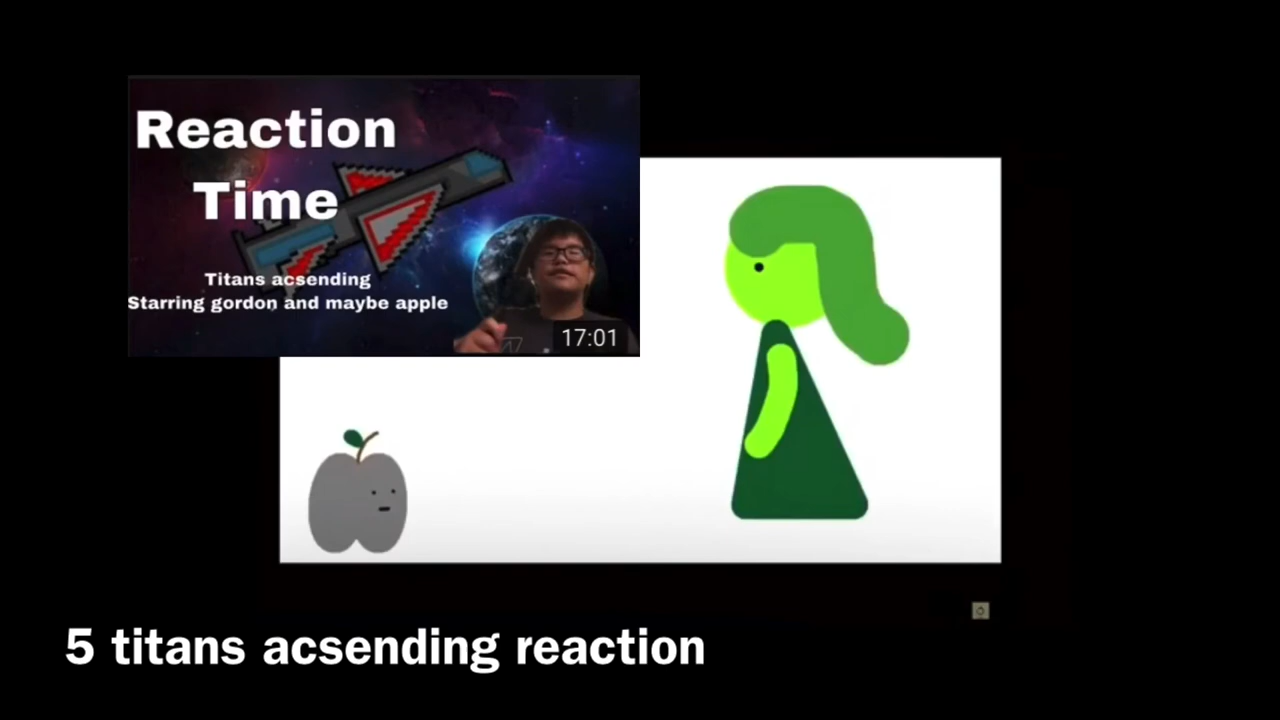 Reaction
Time
Titans acsending
Starring gordon and maybe apple
17:01
5 titans acsending reaction